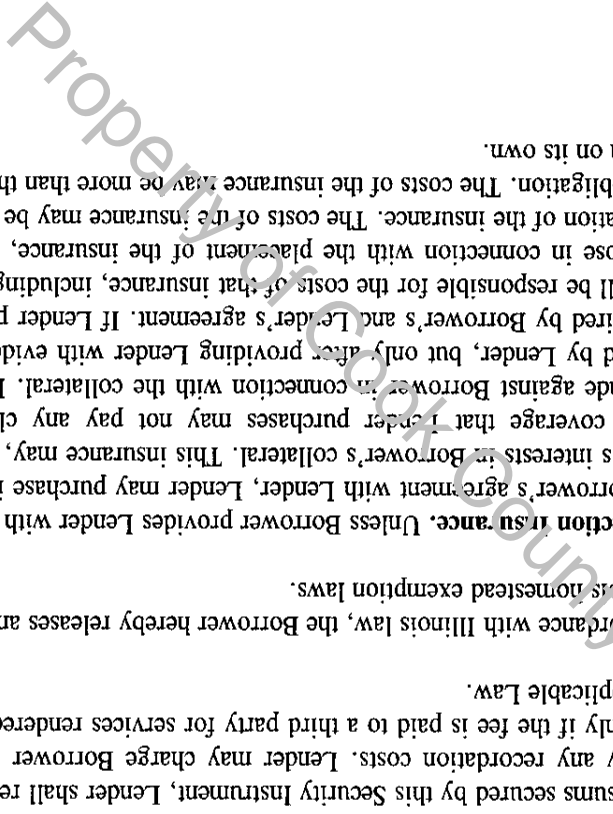 sums secured by this Security Instrument, Lender shall re
y any recordation costs. Lender may charge Borrower
nly if the fee is paid to a third party for services rendered
plicable Law.
ordance with Illinois law, the Borrower hereby releases an
is homestead exemption laws.
ction insurance. Unless Borrower provides Lender with
orrower's agreement with Lender, Lender may purchase i
s interests in Borrower's collateral. This insurance may,
coverage that Lender purchases may not pay any cl
ade against Borrower in connection with the collateral.
d by Lender, but only after providing Lender with evide
ired by Borrower's and Lender's agreement. If Lender p
ll be responsible for the costs of that insurance, including
ose in connection with the placement of the insurance,
ation of the insurance. The costs of the insurance may be
bligation. The costs of the insurance may be more than th
n on its own.
Property of Cook County